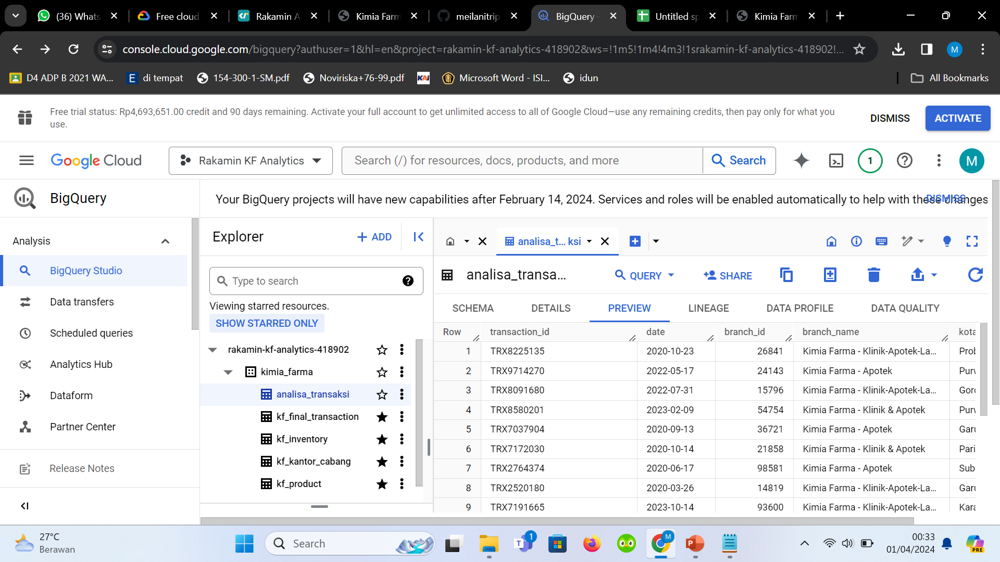 (36) Whats
Free cloud
Rakamin A
Kimia Farm
meilanitrip
BigQuery -
Untitled sp
Kimia Farm
console.cloud.google.com/bigquery?authuser=1&hl=en&project=rakamin-kf-analytics-418902&ws=!1m5!1m4!4m3!1srakamin-kf-analytics-418902!...
M
D4 ADP B 2021 WA...
E di tempat
154-300-1-SM.pdf
Noviriska+76-99.pdf
KAi
Microsoft Word - ISI...
idun
All Bookmarks
Free trial status: Rp4,693,651.00 credit and 90 days remaining. Activate your full account to get unlimited access to all of Google Cloud—use any remaining credits, then pay only for what you
use.
DISMISS
ACTIVATE
Google Cloud
Rakamin KF Analytics
Search (/) for resources, docs, products, and more
Search
1
M
BigQuery
Your BigQuery projects will have new capabilities after February 14, 2024. Services and roles will be enabled automatically to help with these changes
DISMISS
Analysis
BigQuery Studio
Data transfers
Scheduled queries
Analytics Hub
Dataform
Partner Center
Release Notes
Explorer
+ ADD
Type to search
Viewing starred resources.
SHOW STARRED ONLY
rakamin-kf-analytics-418902
kimia_farma
analisa_transaksi
kf_final_transaction
kf_inventory
kf_kantor_cabang
kf_product
analisa_t... ksi
analisa_transa...
QUERY
SHARE
SCHEMA DETAILS PREVIEW LINEAGE DATA PROFILE DATA QUALITY
Row transaction_id date branch_id branch_name kota
1 TRX8225135 2020-10-23 26841 Kimia Farma - Klinik-Apotek-La... Prob
2 TRX9714270 2022-05-17 24143 Kimia Farma - Apotek Purw
3 TRX8091680 2022-07-31 15796 Kimia Farma - Klinik-Apotek-La... Goro
4 TRX8580201 2023-02-09 54754 Kimia Farma - Klinik & Apotek Purw
5 TRX7037904 2020-09-13 36721 Kimia Farma - Apotek Garu
6 TRX7172030 2020-10-14 21858 Kimia Farma - Klinik & Apotek Pari
7 TRX2764374 2020-06-17 98581 Kimia Farma - Apotek Sub
8 TRX2520180 2020-03-26 14819 Kimia Farma - Klinik-Apotek-La... Garu
9 TRX7191665 2023-10-14 93600 Kimia Farma - Klinik-Apotek-La... Kara
27°C
Berawan
Search
T
1
M
P
00:33
01/04/2024
PRE